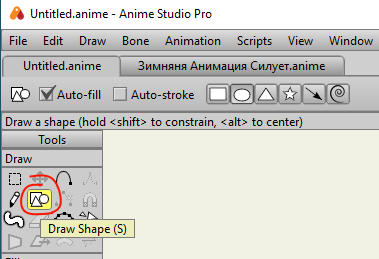 Untitled.anime - Anime Studio Pro
File Edit Draw Bone Animation Scripts View Window
Untitled.anime Зимняня Анимация Силует.anime
Auto-fill Auto-stroke
Draw a shape (hold <shift> to constrain, <alt> to center)
Tools
Draw
Draw Shape (S)